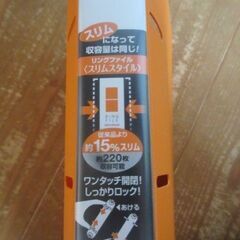 スリムになって
収容量は同じ!
リングファイル
〈スリムスタイル〉
従来品より
約15%スリム
約220枚
収容可能
ワンタッチ開閉!
しっかりロック!
あける